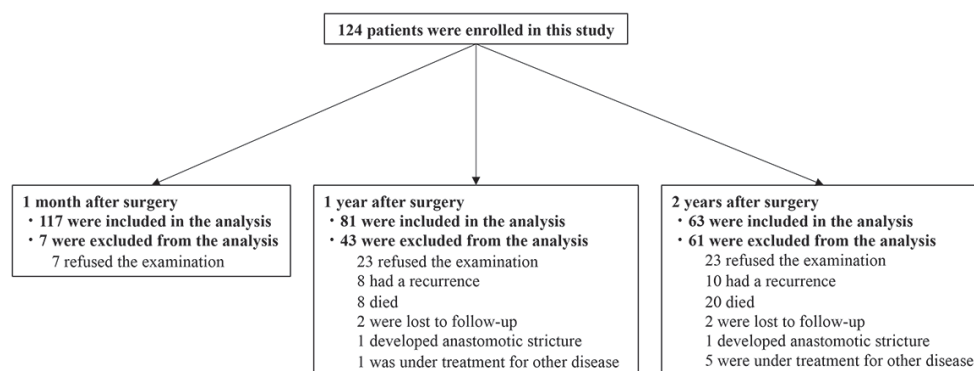 124 patients were enrolled in this study
1 month after surgery
・117 were included in the analysis
・7 were excluded from the analysis
7 refused the examination
1 year after surgery
・81 were included in the analysis
・43 were excluded from the analysis
23 refused the examination
8 had a recurrence
8 died
2 were lost to follow-up
1 developed anastomotic stricture
1 was under treatment for other disease
2 years after surgery
・63 were included in the analysis
・61 were excluded from the analysis
23 refused the examination
10 had a recurrence
20 died
2 were lost to follow-up
1 developed anastomotic stricture
5 were under treatment for other disease